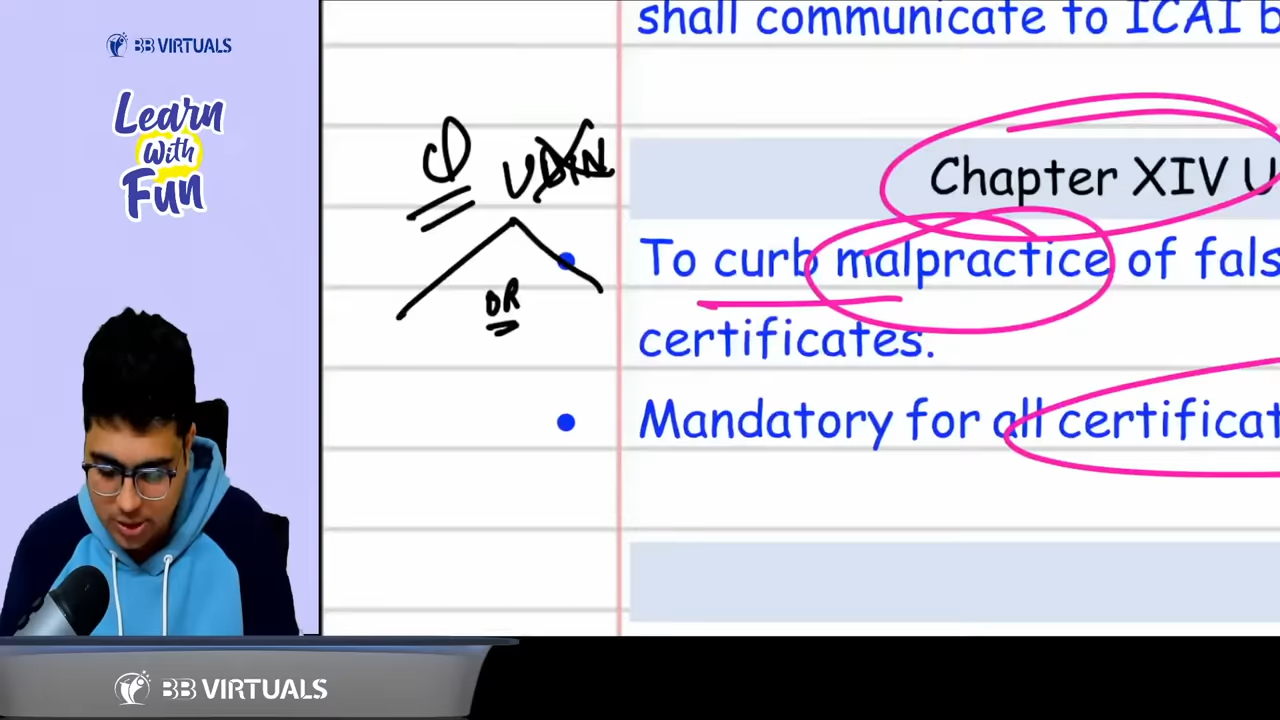 BB VIRTUALS
Learn
With
Fun
shall communicate to ICAI b
Q UDIN
Chapter XIV U
To curb malpractice of fals
OR
certificates.
Mandatory for all certificat
BB VIRTUALS